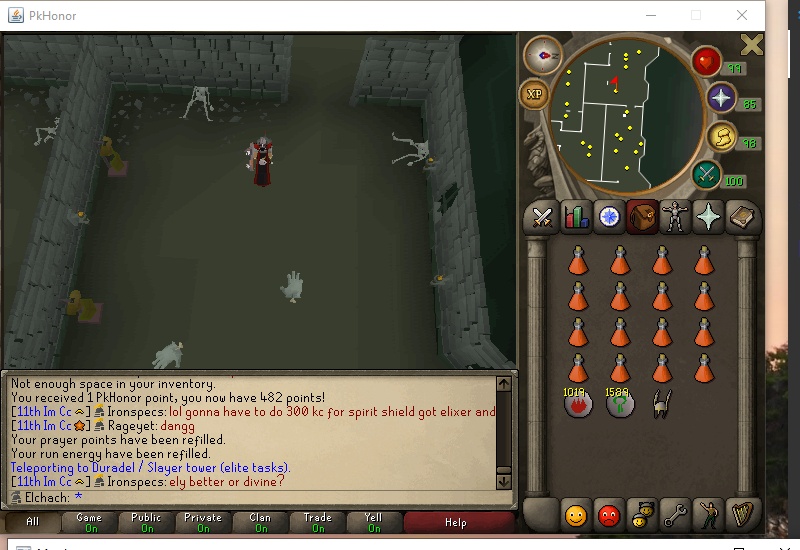 PkHonor
N
XP
99
85
98
100
1019
1589
Not enough space in your inventory.
You received 1 PkHonor point, you now have 482 points!
[11th Im Cc] Ironspecs: lol gonna have to do 300 kc for spirit shield got elixer and
[11th Im Cc] Rageyet: dangg
Your prayer points have been refilled.
Your run energy have been refilled.
Teleporting to Duradel / Slayer tower (elite tasks).
[11th Im Cc] Ironspecs: ely better or divine?
Elchach: *
All
Game
On
Public
On
Private
On
Clan
On
Trade
On
Yell
On
Help